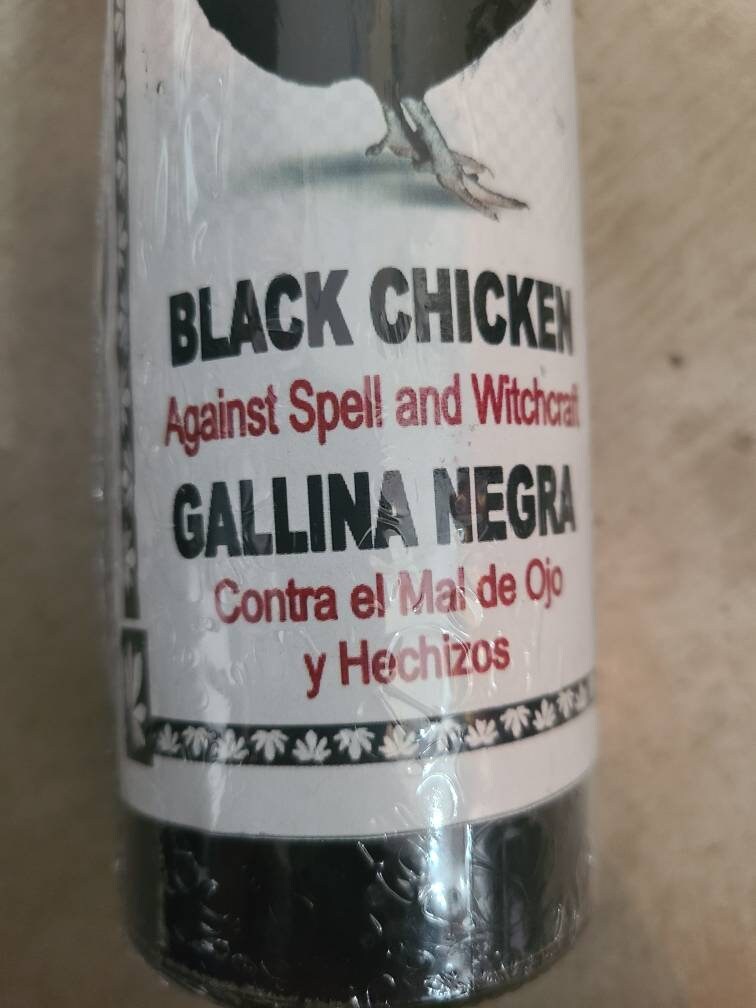 BLACK CHICKEN
Against Spell and Witchcraft
GALLINA NEGRA
Contra el Mal de Ojo
y Hechizos